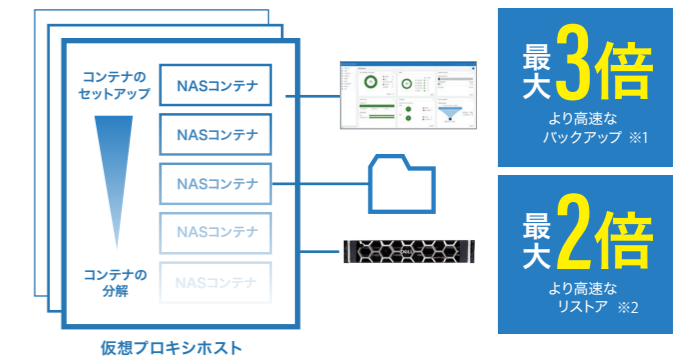 コンテナの
セットアップ
NASコンテナ
NASコンテナ
NASコンテナ
NASコンテナ
コンテナの
分解
NASコンテナ
仮想プロキシホスト
DELL
最大3倍
より高速な
バックアップ ※1
最大2倍
より高速な
リストア ※2